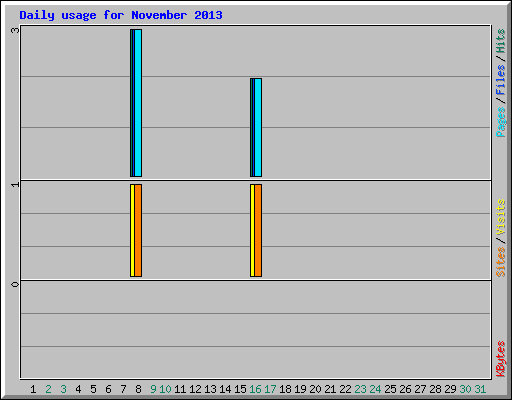 Daily usage for November 2013
3
1
0
Pages / Files / Hits
Sites / Visits
KBytes
1 2 3 4 5 6 7 8 9 10 11 12 13 14 15 16 17 18 19 20 21 22 23 24 25 26 27 28 29 30 31